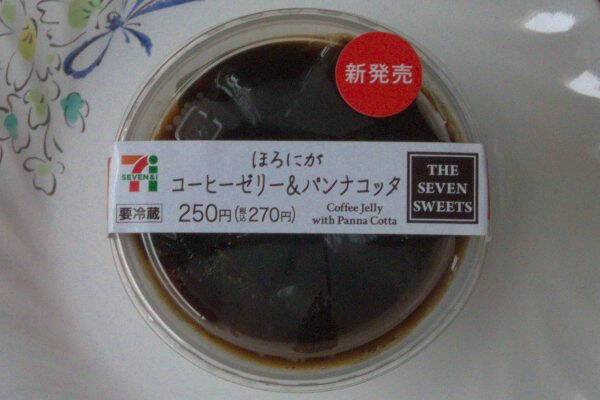 新発売
ほろにが
コーヒーゼリー&パンナコッタ
SEVEN&i
要冷蔵 250円(税込270円)
Coffee Jelly
with Panna Cotta
THE
SEVEN
SWEETS